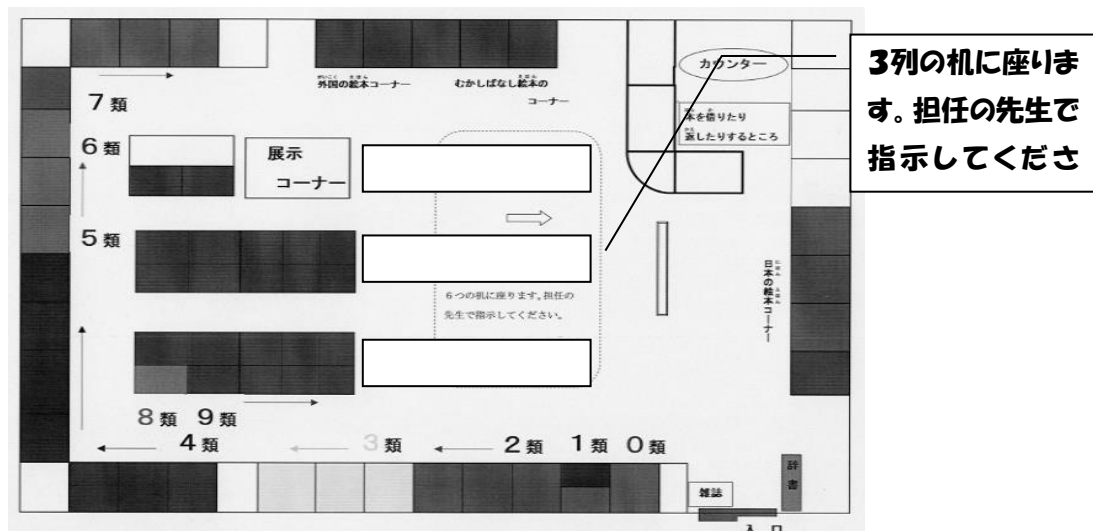 外国の絵本コーナー
むかしばなし絵本の
コーナー
カウンター
本を借りたり
返したりするところ
3列の机に座りま
す。担任の先生で
指示してくださ
7類
6類
展示
コーナー
5類
6つの机に座ります。担任の
先生で指示してください。
日本の絵本コーナー
8類 9類
4類
3類
2類
1類
0類
雑誌
辞書
入口